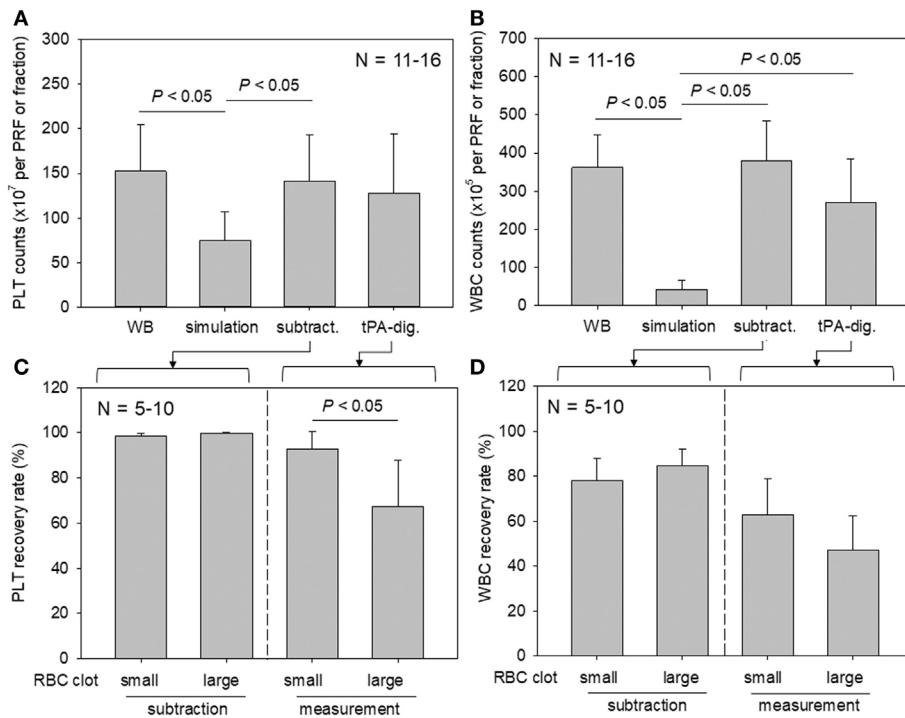 A
PLT counts (x10⁷ per PRF or fraction)
300
250
200
150
100
50
0
N = 11-16
P < 0.05
P < 0.05
WB simulation subtract. tPA-dig.
B
WBC counts (x10⁵ per PRF or fraction)
700
600
500
400
300
200
100
0
N = 11-16
P < 0.05
P < 0.05
P < 0.05
WB simulation subtract. tPA-dig.
C
PLT recovery rate (%)
120
100
80
60
40
20
0
N = 5-10
P < 0.05
RBC clot small large small large
subtraction measurement
D
WBC recovery rate (%)
120
100
80
60
40
20
0
N = 5-10
RBC clot small large small large
subtraction measurement